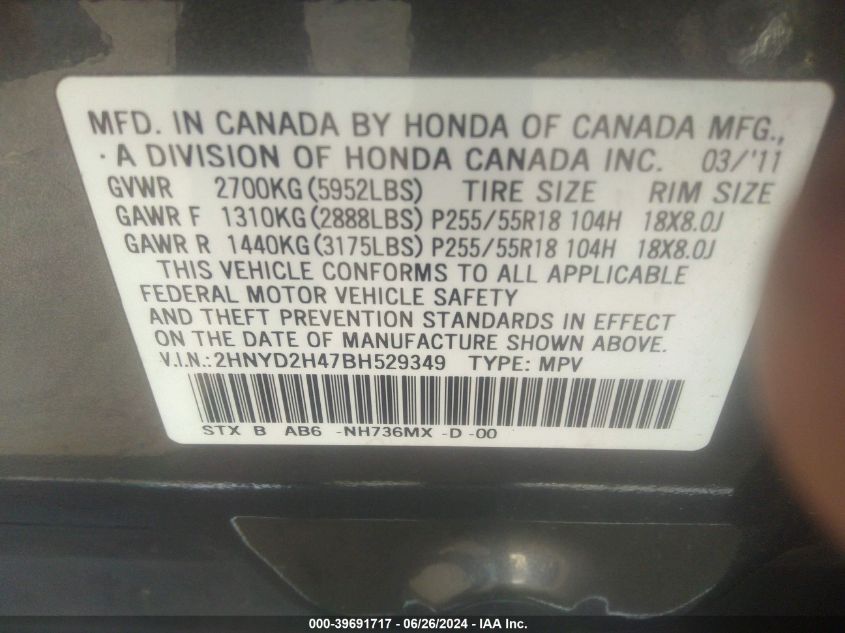 MFD. IN CANADA BY HONDA OF CANADA MFG.,
· A DIVISION OF HONDA CANADA INC. 03/'11
GVWR 2700KG (5952LBS) TIRE SIZE RIM SIZE
GAWR F 1310KG (2888LBS) P255/55R18 104H 18X8.0J
GAWR R 1440KG (3175LBS) P255/55R18 104H 18X8.0J
THIS VEHICLE CONFORMS TO ALL APPLICABLE
FEDERAL MOTOR VEHICLE SAFETY
AND THEFT PREVENTION STANDARDS IN EFFECT
ON THE DATE OF MANUFACTURE SHOWN ABOVE.
V.I.N.: 2HNYD2H47BH529349 TYPE: MPV
STX B AB6 -NH736MX -D -00
000-39691717 - 06/26/2024 - IAA Inc.